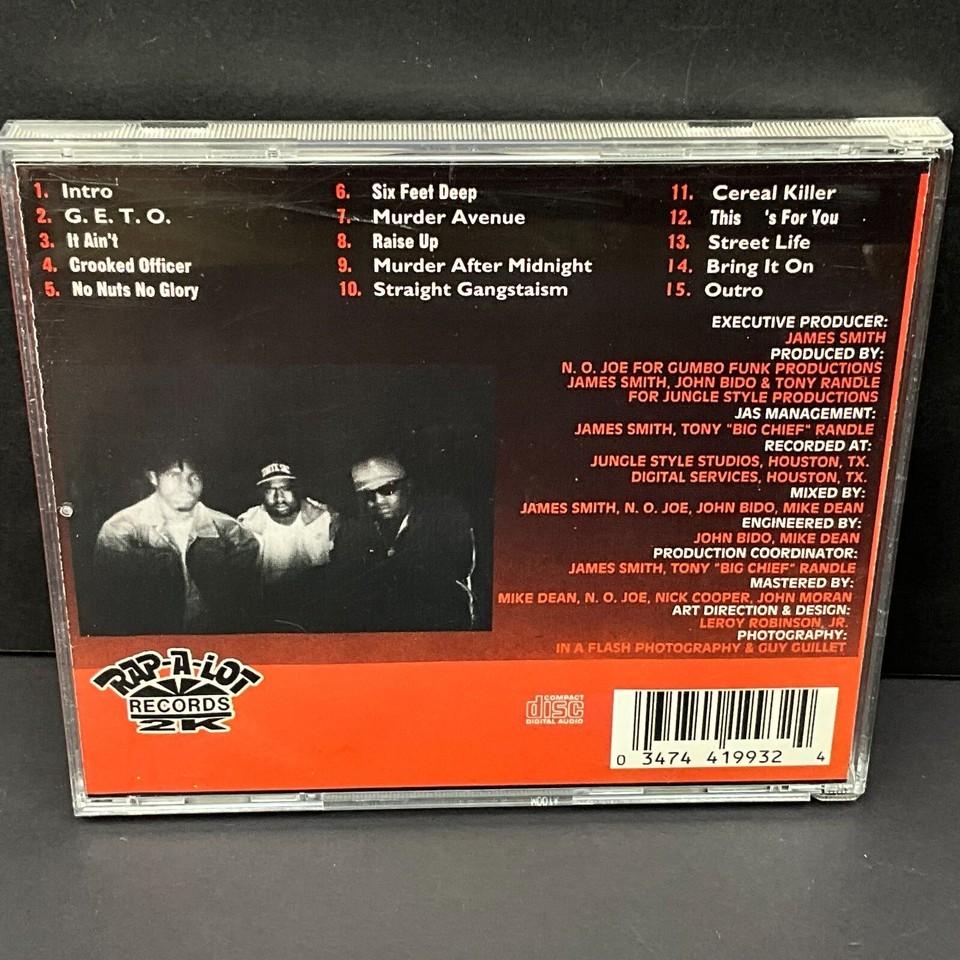 1. Intro
2. G. E. T. O.
3. It Ain't
4. Crooked Officer
5. No Nuts No Glory
6. Six Feet Deep
7. Murder Avenue
8. Raise Up
9. Murder After Midnight
10. Straight Gangstaism
11. Cereal Killer
12. This 's For You
13. Street Life
14. Bring It On
15. Outro
EXECUTIVE PRODUCER:
JAMES SMITH
PRODUCED BY:
N. O. JOE FOR GUMBO FUNK PRODUCTIONS
JAMES SMITH, JOHN BIDO & TONY RANDLE
FOR JUNGLE STYLE PRODUCTIONS
JAS MANAGEMENT:
JAMES SMITH, TONY "BIG CHIEF" RANDLE
RECORDED AT:
JUNGLE STYLE STUDIOS, HOUSTON, TX.
DIGITAL SERVICES, HOUSTON, TX.
MIXED BY:
JAMES SMITH, N. O. JOE, JOHN BIDO, MIKE DEAN
ENGINEERED BY:
JOHN BIDO, MIKE DEAN
PRODUCTION COORDINATOR:
JAMES SMITH, TONY "BIG CHIEF" RANDLE
MASTERED BY:
MIKE DEAN, N. O. JOE, NICK COOPER, JOHN MORAN
ART DIRECTION & DESIGN:
LEROY ROBINSON, JR.
PHOTOGRAPHY:
IN A FLASH PHOTOGRAPHY & GUY GUILLET
RAP-A-LOT
RECORDS
2K
COMPACT
disc
DIGITAL AUDIO
0 34744 19932 4